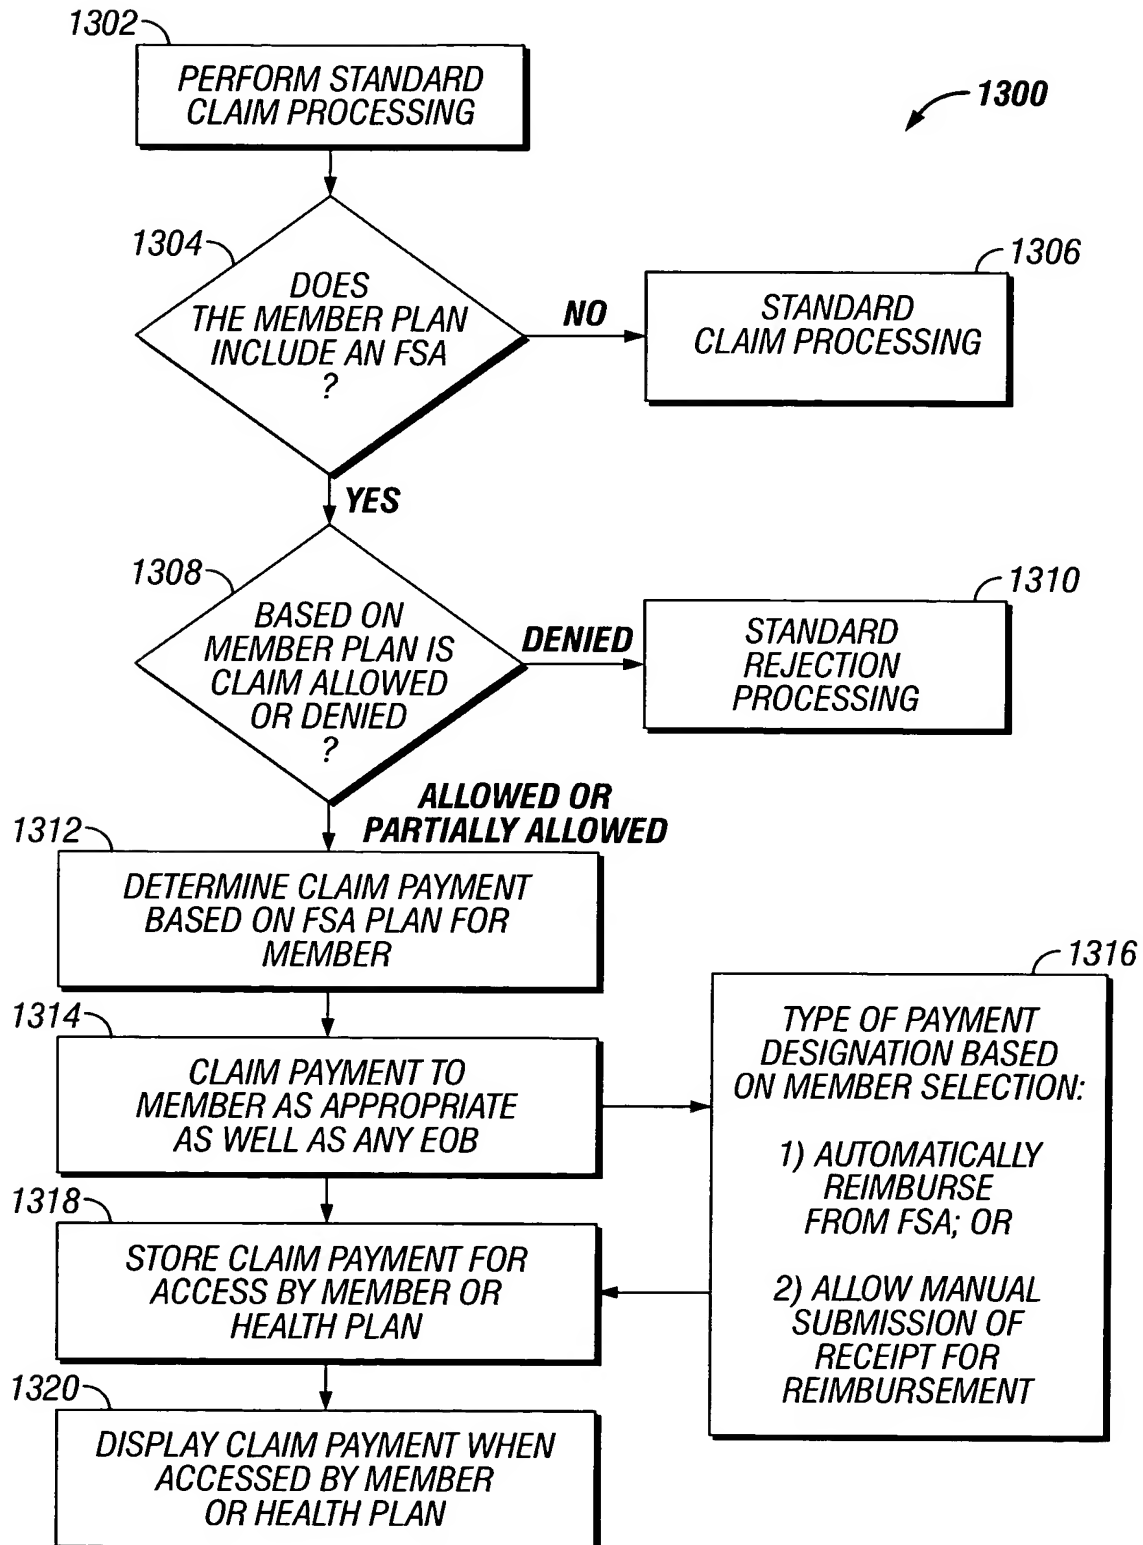 1302
PERFORM STANDARD
CLAIM PROCESSING
1300
1304
DOES
THE MEMBER PLAN
INCLUDE AN FSA
?
NO
1306
STANDARD
CLAIM PROCESSING
YES
1308
BASED ON
MEMBER PLAN IS
CLAIM ALLOWED
OR DENIED
?
DENIED
1310
STANDARD
REJECTION
PROCESSING
ALLOWED OR
PARTIALLY ALLOWED
1312
DETERMINE CLAIM PAYMENT
BASED ON FSA PLAN FOR
MEMBER
1314
CLAIM PAYMENT TO
MEMBER AS APPROPRIATE
AS WELL AS ANY EOB
1316
TYPE OF PAYMENT
DESIGNATION BASED
ON MEMBER SELECTION:
1) AUTOMATICALLY
REIMBURSE
FROM FSA; OR
2) ALLOW MANUAL
SUBMISSION OF
RECEIPT FOR
REIMBURSEMENT
1318
STORE CLAIM PAYMENT FOR
ACCESS BY MEMBER OR
HEALTH PLAN
1320
DISPLAY CLAIM PAYMENT WHEN
ACCESSED BY MEMBER
OR HEALTH PLAN